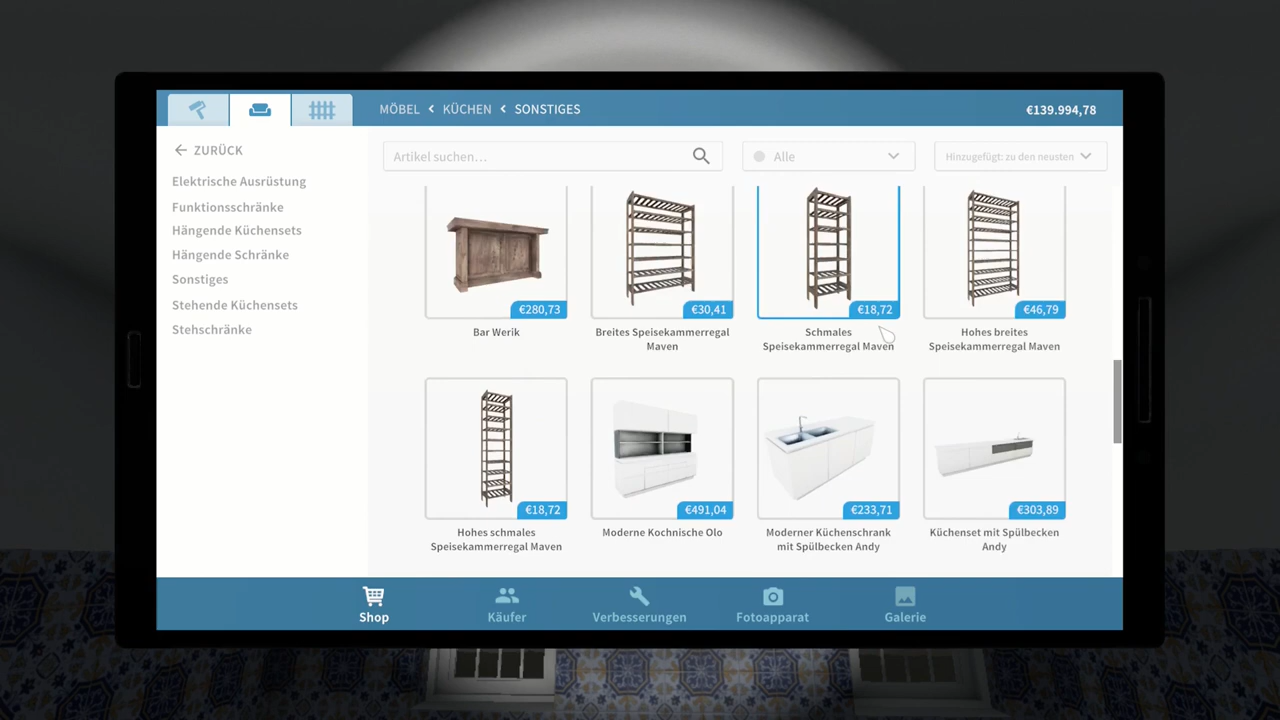 MÖBEL < KÜCHEN < SONSTIGES
€139.994,78
ZURÜCK
Elektrische Ausrüstung
Funktionsschränke
Hängende Küchensets
Hängende Schränke
Sonstiges
Stehende Küchensets
Stehschränke
Artikel suchen...
Alle
Hinzugefügt: zu den neusten
€280,73
Bar Werik
€30,41
Breites Speisekammerregal
Maven
€18,72
Schmales
Speisekammerregal Maven
€46,79
Hohes breites
Speisekammerregal Maven
€18,72
Hohes schmales
Speisekammerregal Maven
€491,04
Moderne Kochnische Olo
€233,71
Moderner Küchenschrank
mit Spülbecken Andy
€303,89
Küchenset mit Spülbecken
Andy
Shop
Käufer
Verbesserungen
Fotoapparat
Galerie